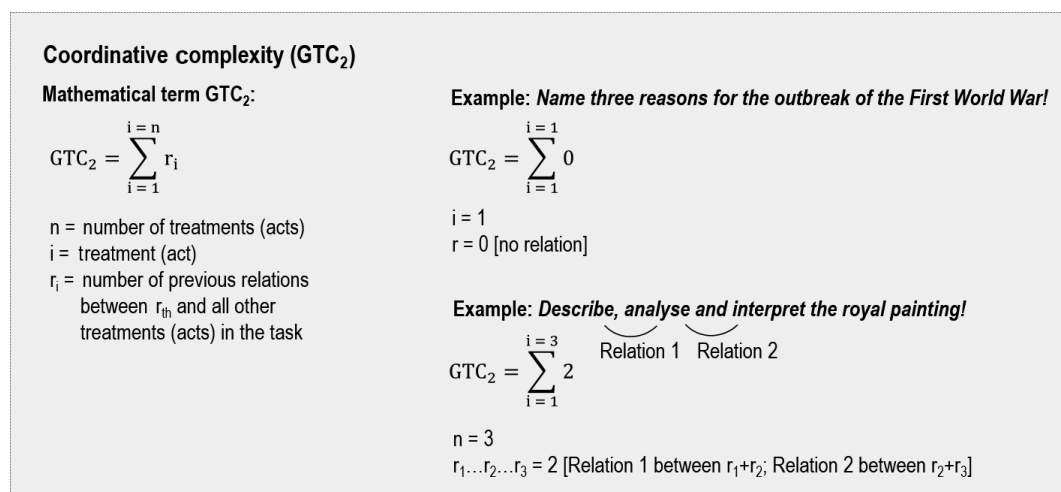 Coordinative complexity (GTC₂)
Mathematical term GTC₂:
i = n
GTC₂ = ∑ rᵢ
i = 1
n = number of treatments (acts)
i = treatment (act)
rᵢ = number of previous relations
between rₜₕ and all other
treatments (acts) in the task
Example: Name three reasons for the outbreak of the First World War!
i = 1
GTC₂ = ∑ 0
i = 1
i = 1
r = 0 [no relation]
Example: Describe, analyse and interpret the royal painting!
Relation 1 Relation 2
i = 3
GTC₂ = ∑ 2
i = 1
n = 3
r₁...r₂...r₃ = 2 [Relation 1 between r₁+r₂; Relation 2 between r₂+r₃]